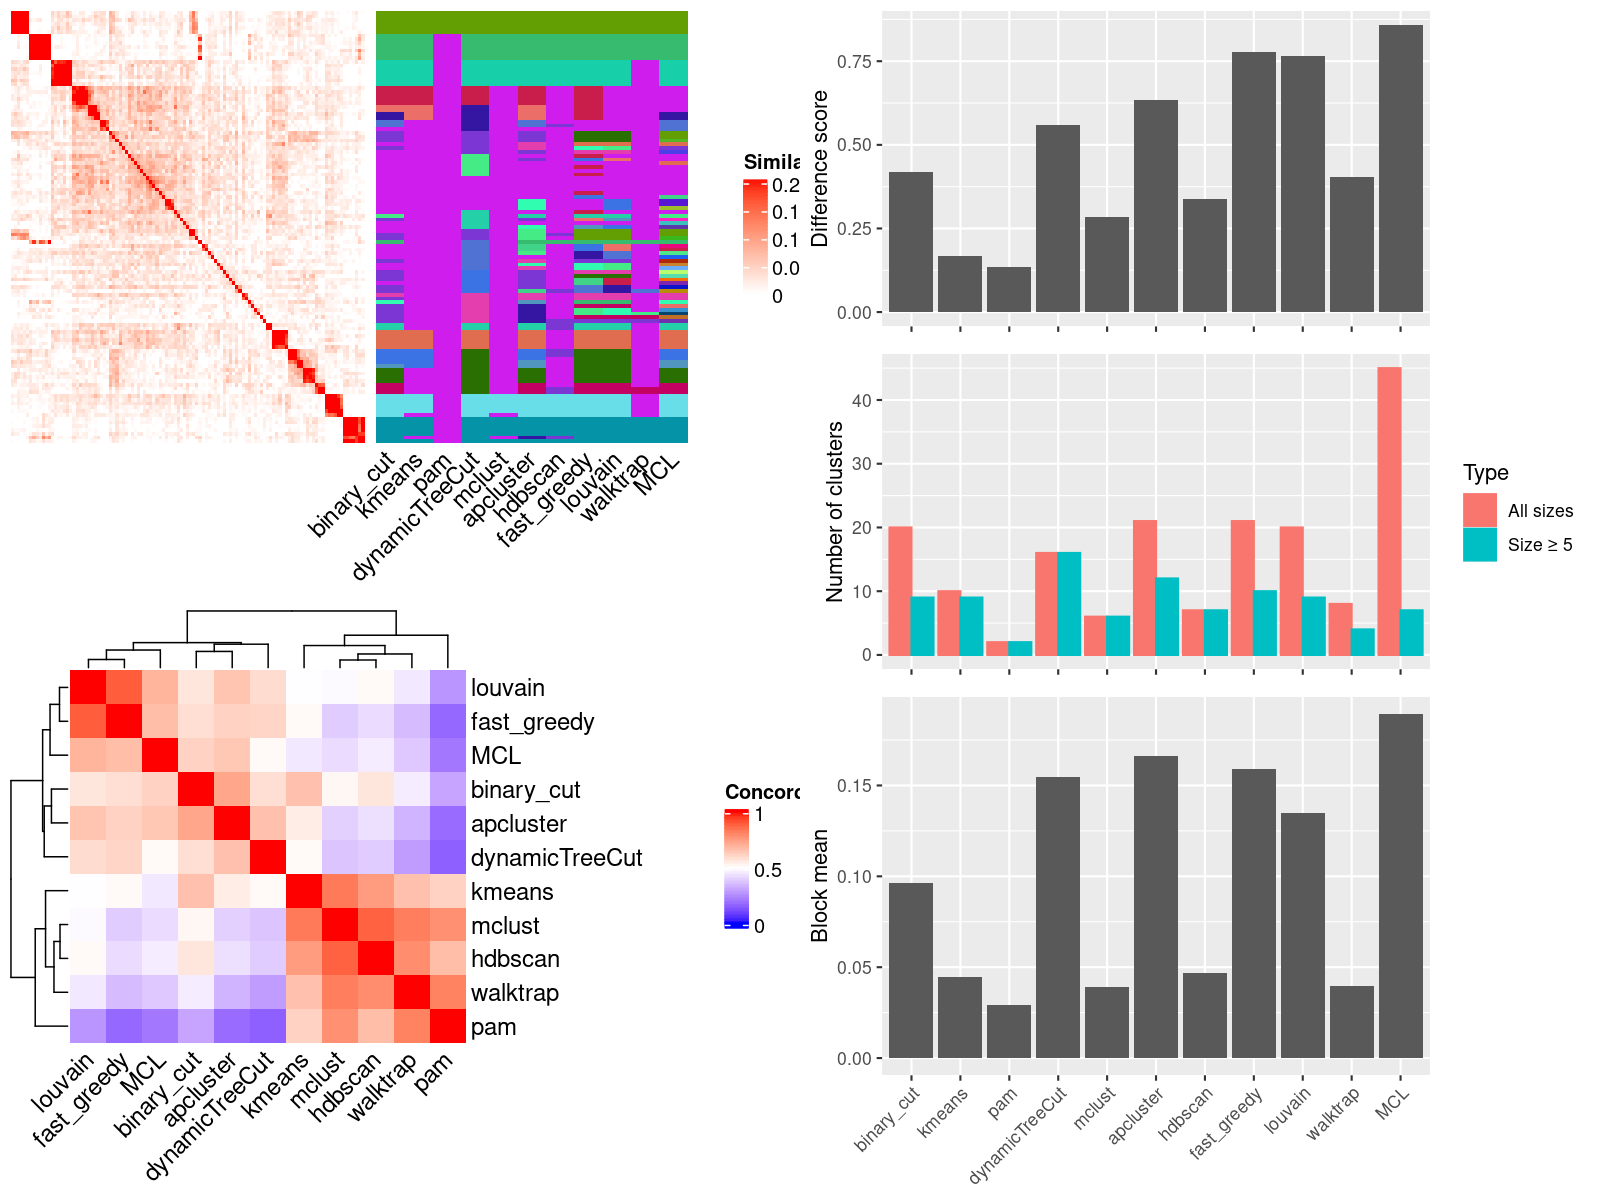 Simila
0.2
0.1
0.1
0.0
0
binary_cut
kmeans
pam
dynamicTreeCut
mclust
apcluster
hdbscan
fast_greedy
louvain
walktrap
MCL
Concord
1
0.5
0
louvain
fast_greedy
MCL
binary_cut
apcluster
dynamicTreeCut
kmeans
mclust
hdbscan
walktrap
pam
louvain
fast_greedy
MCL
binary_cut
apcluster
dynamicTreeCut
kmeans
mclust
hdbscan
walktrap
pam
Difference score
0.75
0.50
0.25
0.00
Number of clusters
40
30
20
10
0
Type
All sizes
Size ≥ 5
Block mean
0.15
0.10
0.05
0.00
binary_cut
kmeans
pam
dynamicTreeCut
mclust
apcluster
hdbscan
fast_greedy
louvain
walktrap
MCL